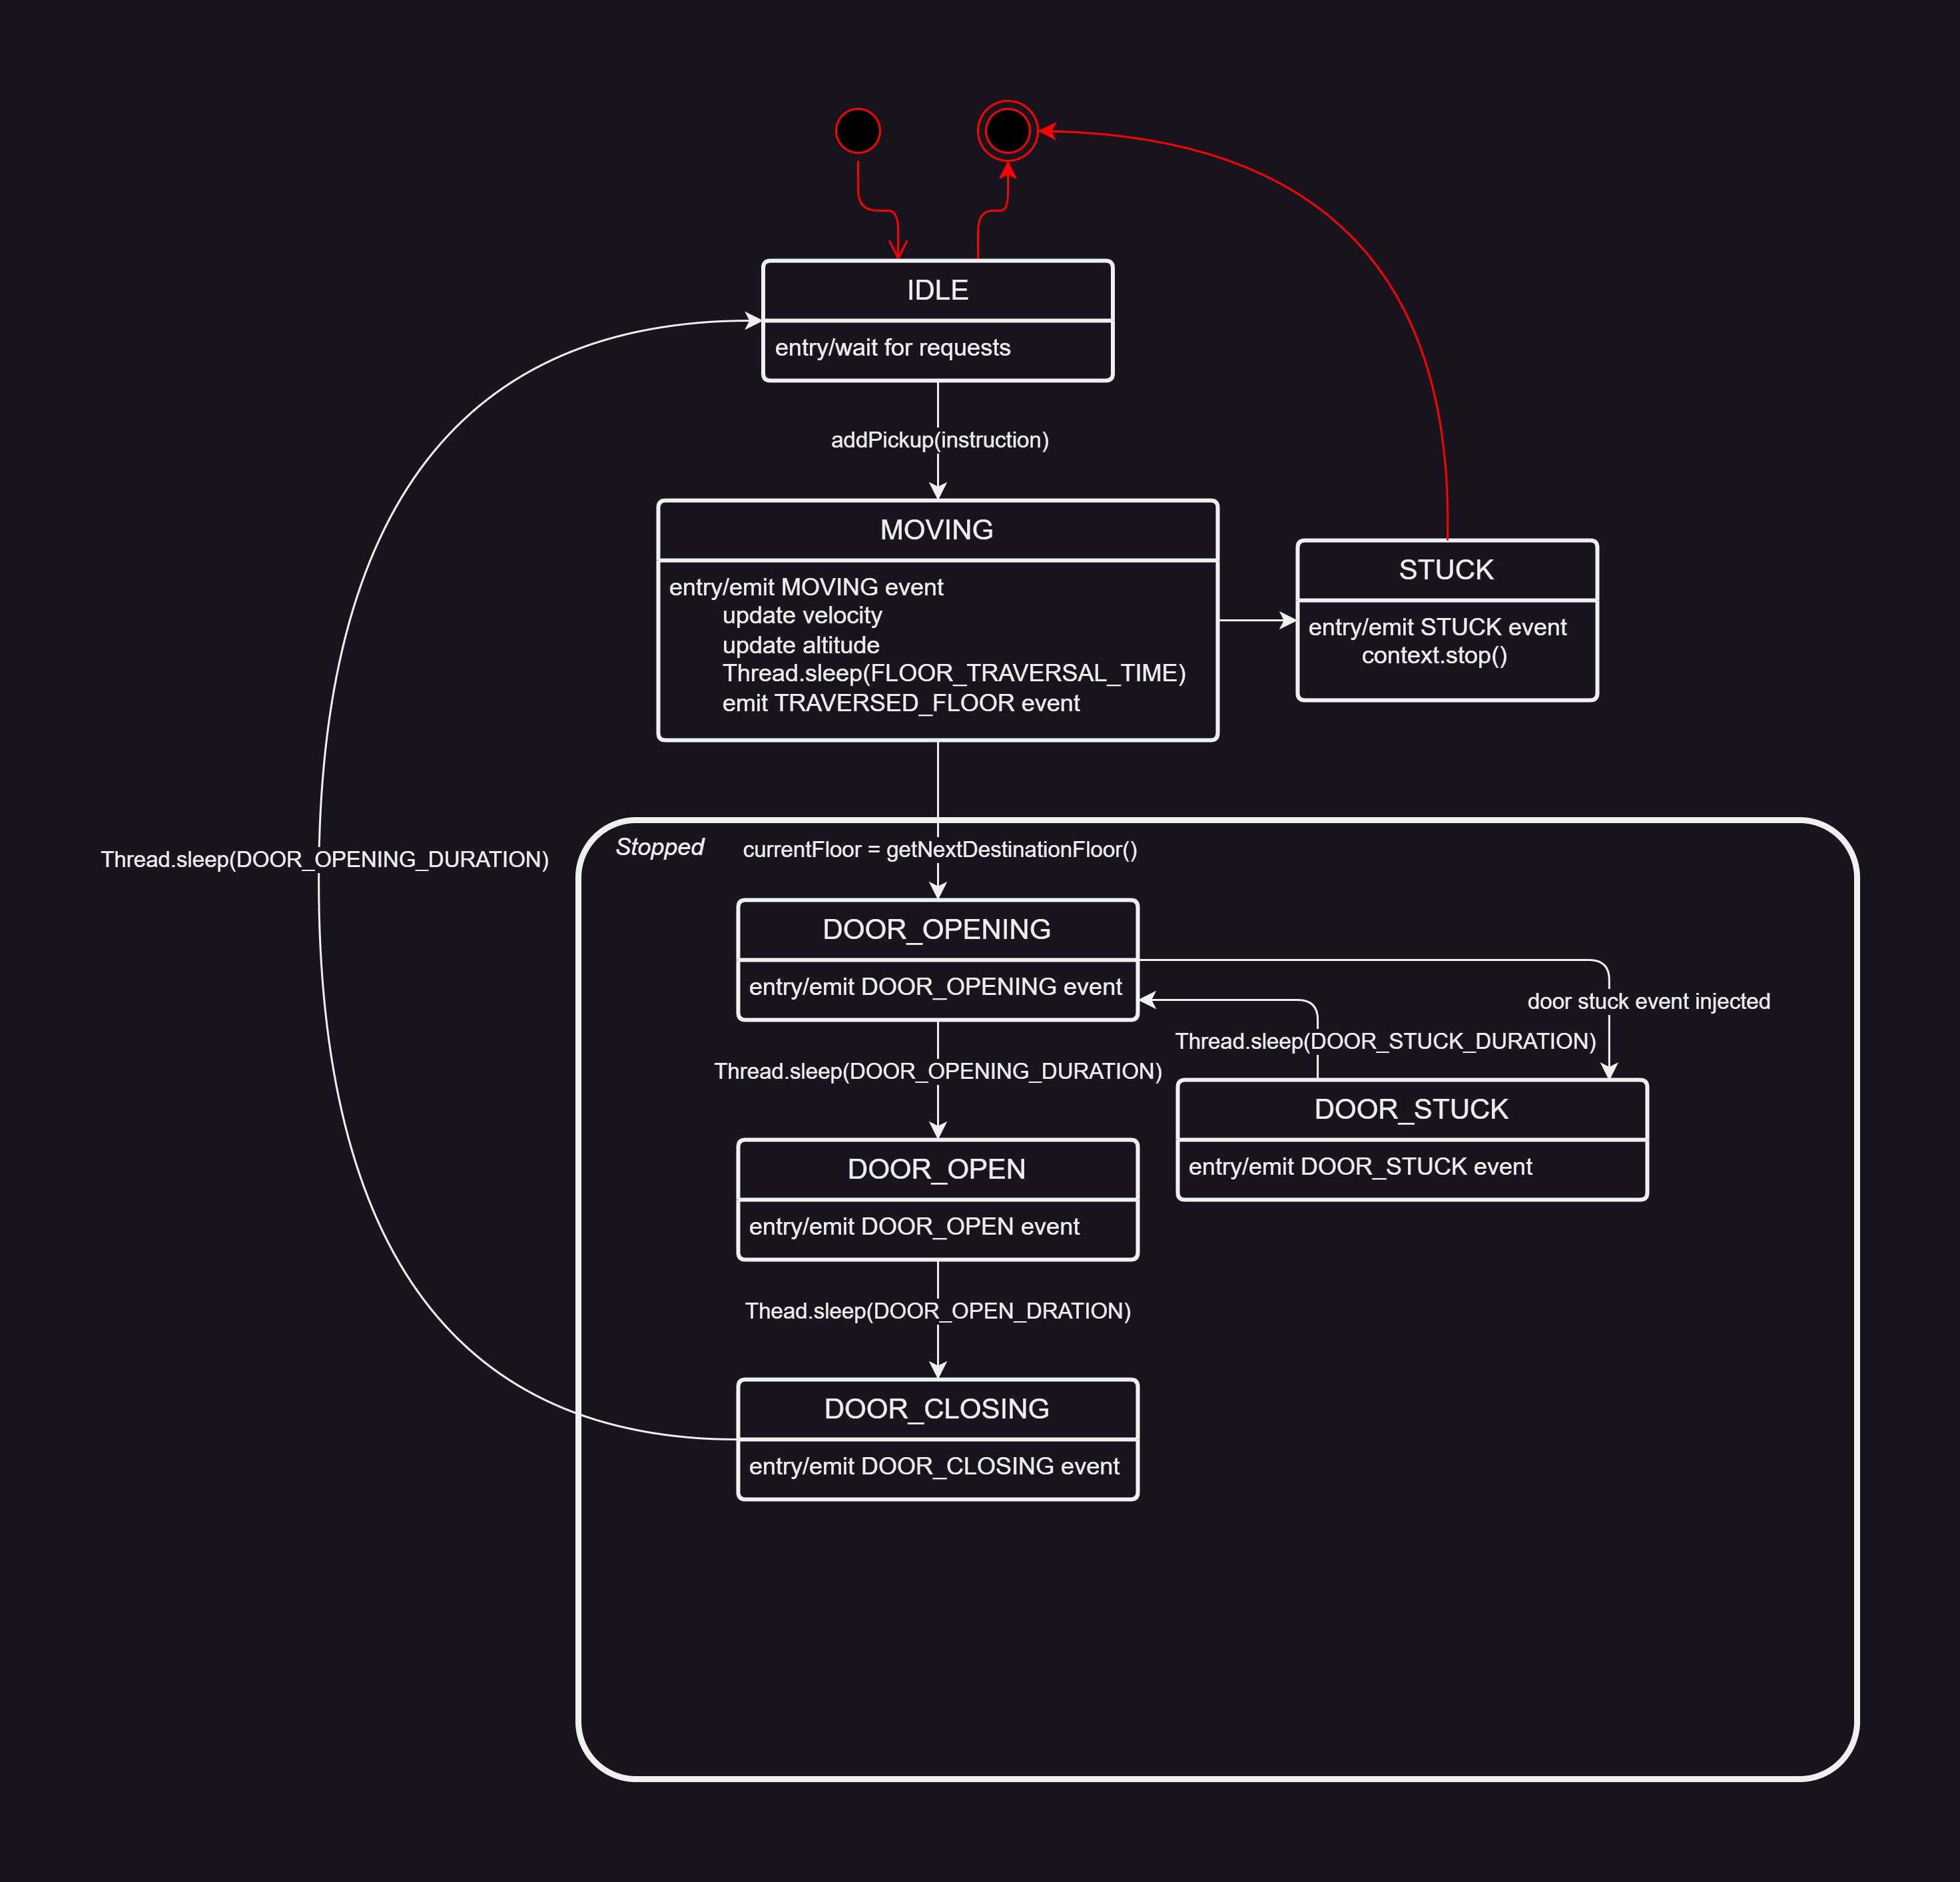 IDLE
entry/wait for requests
addPickup(instruction)
MOVING
entry/emit MOVING event
update velocity
update altitude
Thread.sleep(FLOOR_TRAVERSAL_TIME)
emit TRAVERSED_FLOOR event
STUCK
entry/emit STUCK event
context.stop()
Thread.sleep(DOOR_OPENING_DURATION)
Stopped
currentFloor = getNextDestinationFloor()
DOOR_OPENING
entry/emit DOOR_OPENING event
door stuck event injected
Thread.sleep(DOOR_STUCK_DURATION)
Thread.sleep(DOOR_OPENING_DURATION)
DOOR_STUCK
entry/emit DOOR_STUCK event
DOOR_OPEN
entry/emit DOOR_OPEN event
Thead.sleep(DOOR_OPEN_DRATION)
DOOR_CLOSING
entry/emit DOOR_CLOSING event